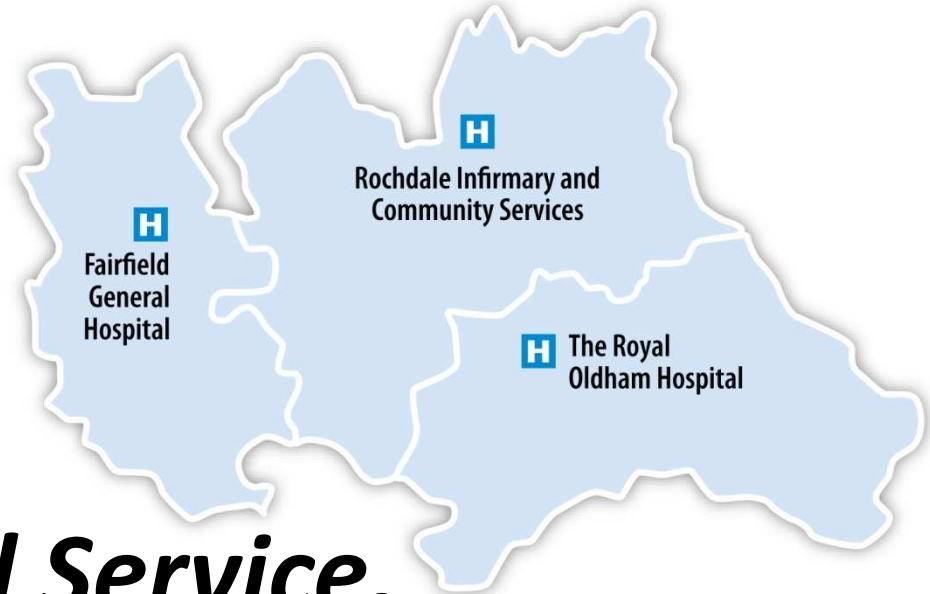 H
Rochdale Infirmary and
Community Services
H
Fairfield
General
Hospital
H
The Royal
Oldham Hospital
Service.